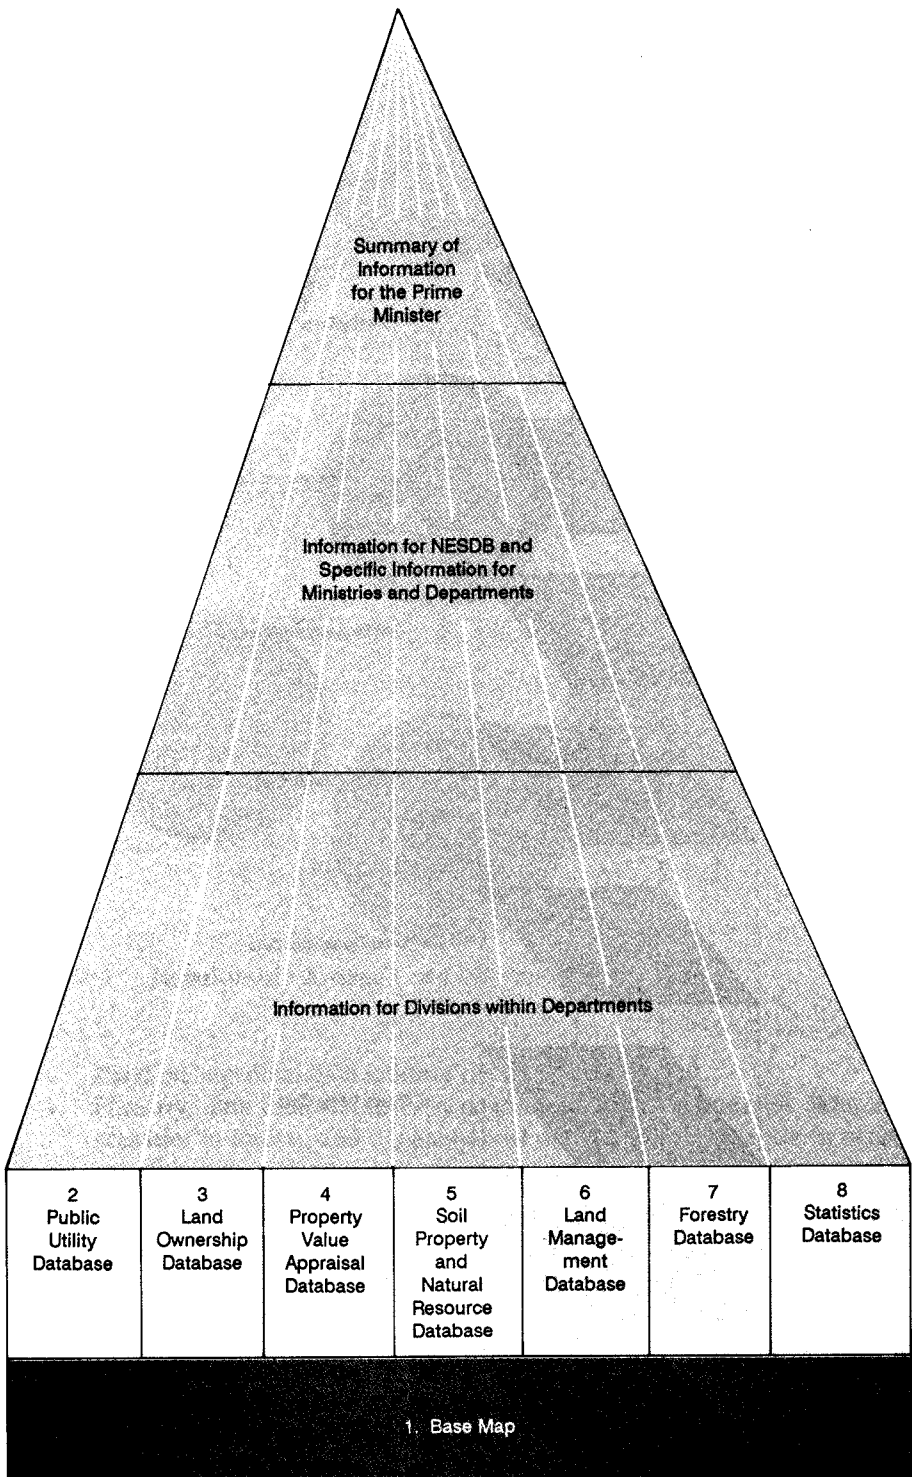 Summary of
Information
for the Prime
Minister
Information for NESDB and
Specific Information for
Ministries and Departments
Information for Divisions within Departments
2
Public
Utility
Database
3
Land
Ownership
Database
4
Property
Value
Appraisal
Database
5
Soil
Property
and
Natural
Resource
Database
6
Land
Manage-
ment
Database
7
Forestry
Database
8
Statistics
Database
1. Base Map